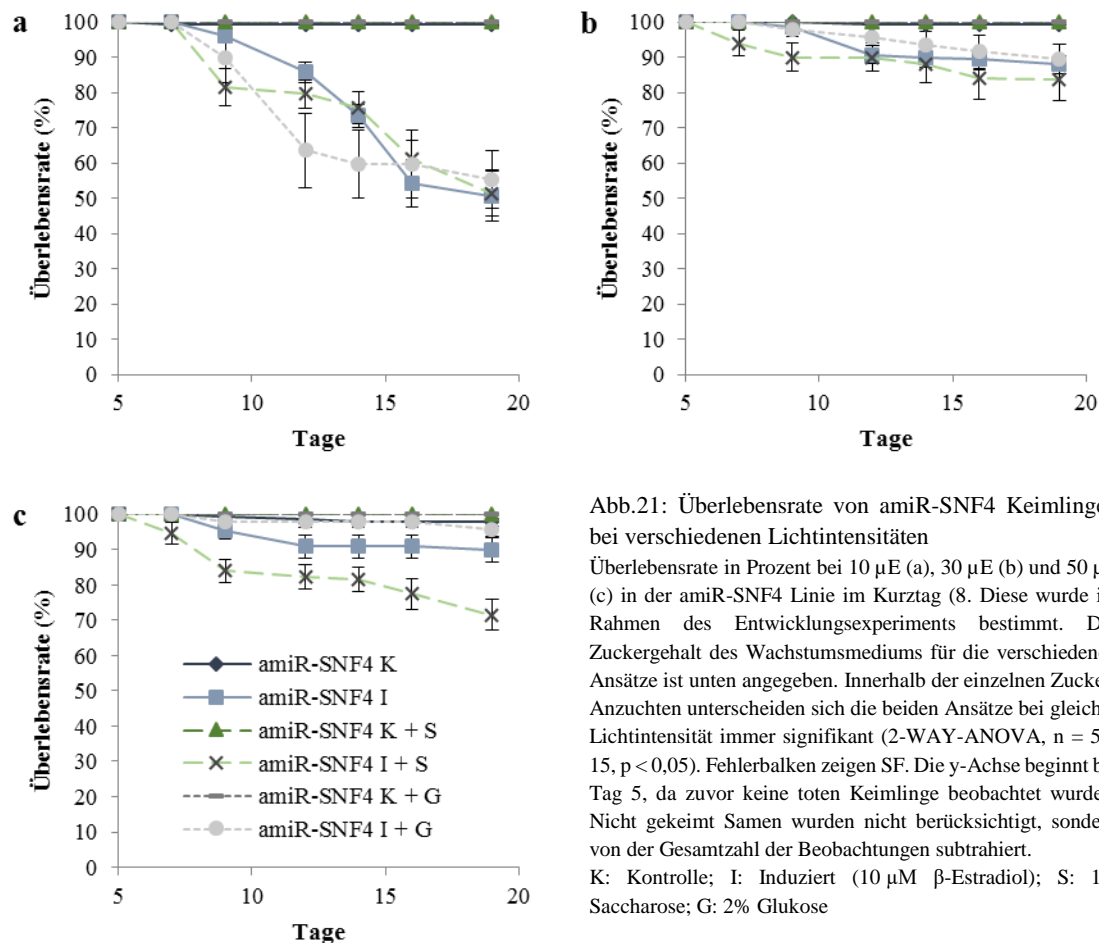 a
Überlebensrate (%)
100
90
80
70
60
50
40
30
20
10
0
5 10 15 20
Tage
b
Überlebensrate (%)
100
90
80
70
60
50
40
30
20
10
0
5 10 15 20
Tage
c
Überlebensrate (%)
100
90
80
70
60
50
40
30
20
10
0
amiR-SNF4 K
amiR-SNF4 I
amiR-SNF4 K + S
amiR-SNF4 I + S
amiR-SNF4 K + G
amiR-SNF4 I + G
5 10 15 20
Tage
Abb.21: Überlebensrate von amiR-SNF4 Keimlinge
bei verschiedenen Lichtintensitäten
Überlebensrate in Prozent bei 10 µE (a), 30 µE (b) und 50 µ
(c) in der amiR-SNF4 Linie im Kurztag (8. Diese wurde i
Rahmen des Entwicklungsexperiments bestimmt. D
Zuckergehalt des Wachstumsmediums für die verschieden
Ansätze ist unten angegeben. Innerhalb der einzelnen Zucke
Anzuchten unterscheiden sich die beiden Ansätze bei gleich
Lichtintensität immer signifikant (2-WAY-ANOVA, n = 5
15, p < 0,05). Fehlerbalken zeigen SF. Die y-Achse beginnt b
Tag 5, da zuvor keine toten Keimlinge beobachtet wurde
Nicht gekeimt Samen wurden nicht berücksichtigt, sonde
von der Gesamtzahl der Beobachtungen subtrahiert.
K: Kontrolle; I: Induziert (10 µM β-Estradiol); S: 1
Saccharose; G: 2% Glukose